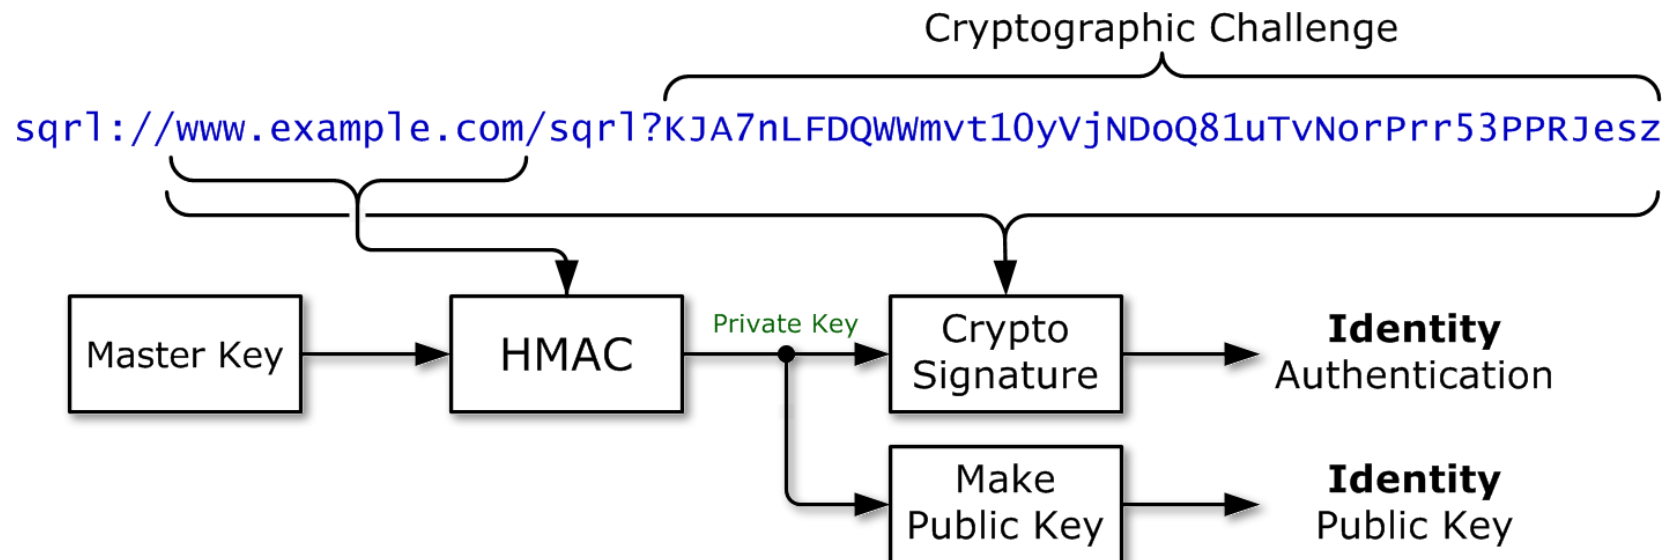 Cryptographic Challenge
sqrl://www.example.com/sqrl?KJA7nLFDQWWmvt10yVjNDoQ81uTvNorPrr53PPRJesz
Master Key
HMAC
Private Key
Crypto
Signature
Identity
Authentication
Make
Public Key
Identity
Public Key